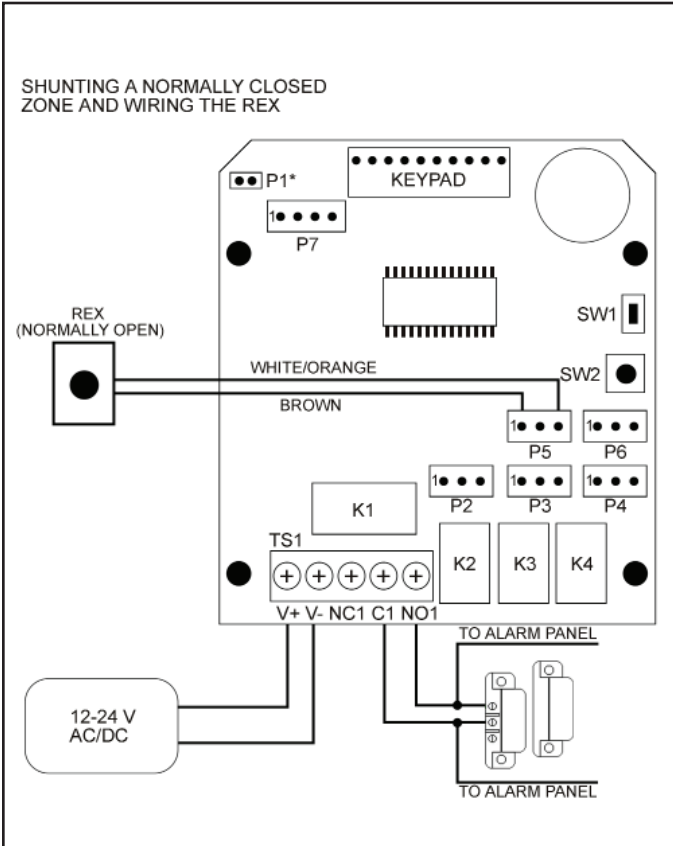 SHUNTING A NORMALLY CLOSED
ZONE AND WIRING THE REX
P1*
KEYPAD
1
P7
REX
(NORMALLY OPEN)
SW1
WHITE/ORANGE
SW2
BROWN
1
P5
1
P6
1
P2
1
P3
1
P4
K1
TS1
K2
K3
K4
V+ V- NC1 C1 NO1
TO ALARM PANEL
12-24 V
AC/DC
TO ALARM PANEL